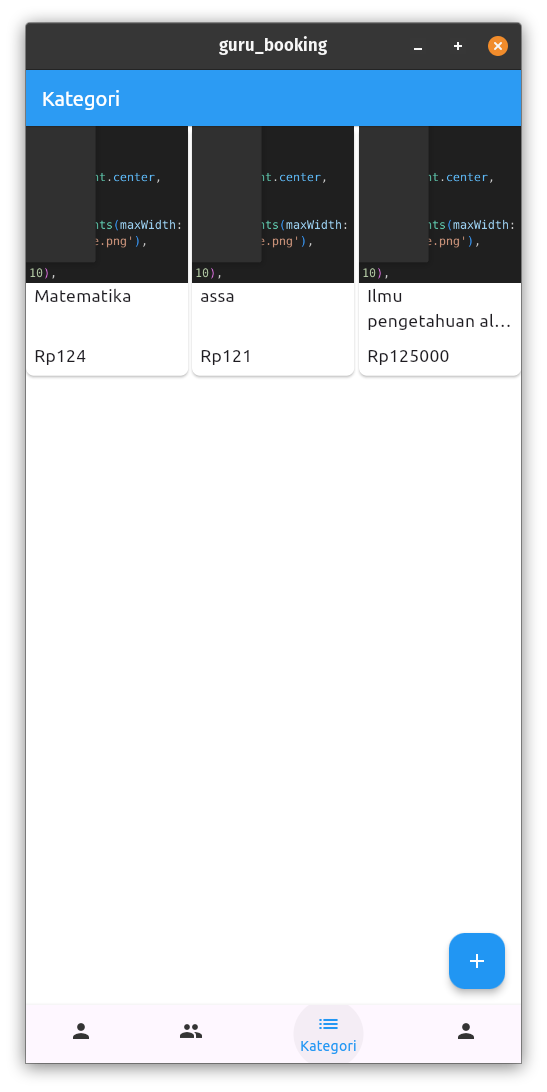 guru_booking
Kategori
nt.center,
nt.center,
nt.center,
nts(maxWidth:
nts(maxWidth:
nts(maxWidth:
e.png'),
e.png'),
e.png'),
10),
10),
10),
Matematika
assa
Ilmu
pengetahuan al…
Rp124
Rp121
Rp125000
Kategori